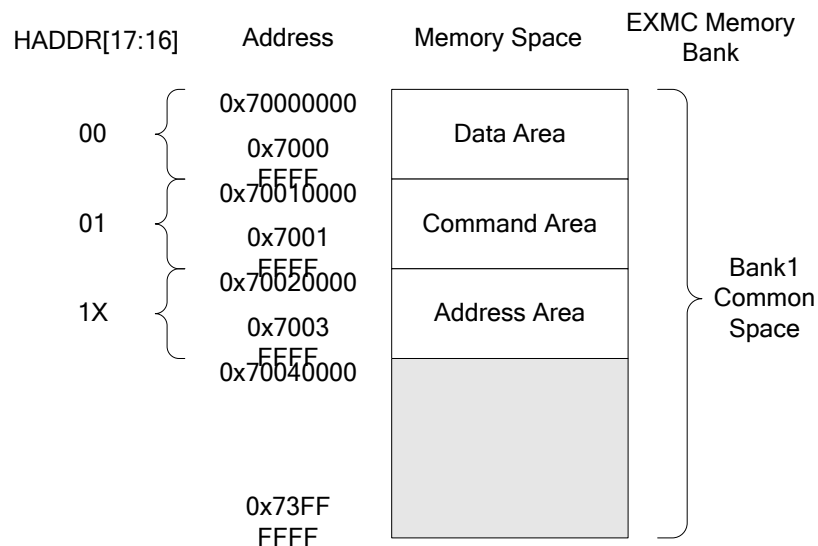 HADDR[17:16]
Address
Memory Space
EXMC Memory
Bank
00
0x70000000
0x7000
FFFF
Data Area
01
0x70010000
0x7001
FFFF
Command Area
1X
0x70020000
0x7003
FFFF
Address Area
0x70040000
0x73FF
FFFF
Bank1
Common
Space